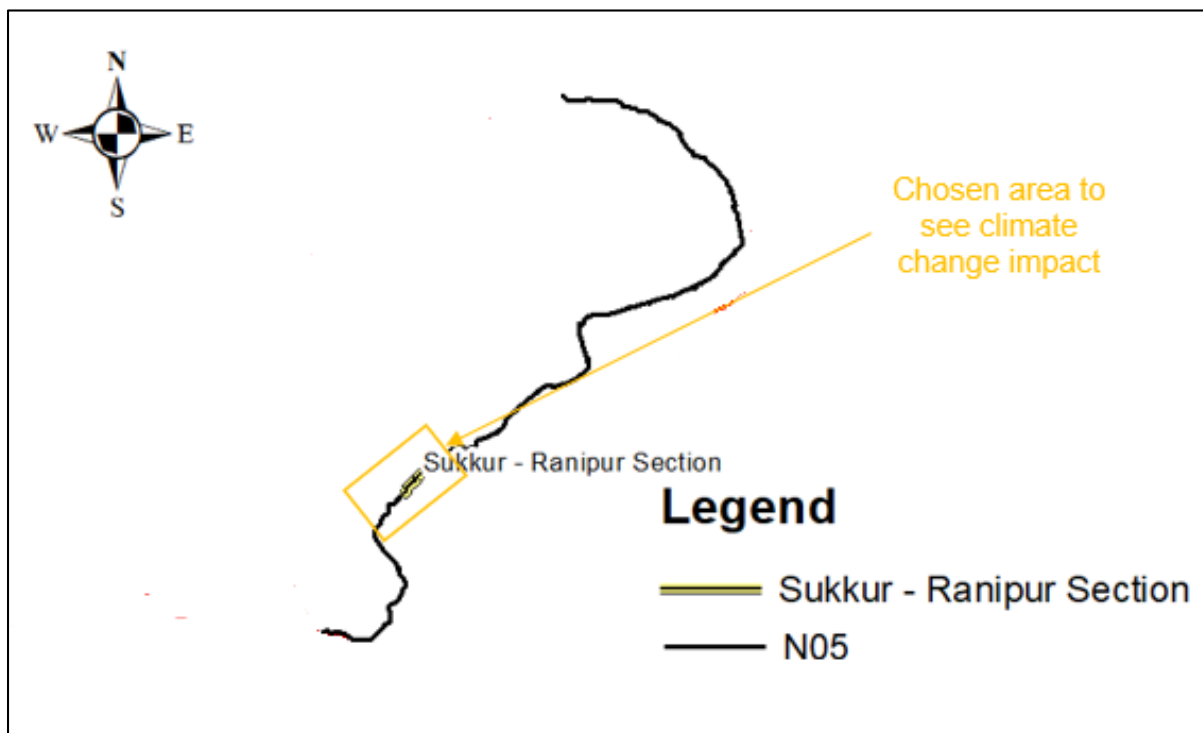 N
W E
S
Chosen area to
see climate
change impact
Sukkur - Ranipur Section
Legend
Sukkur - Ranipur Section
N05